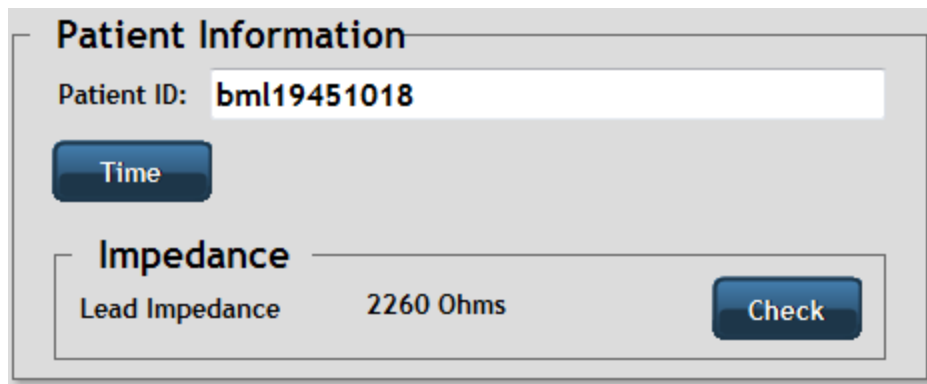 Patient Information
Patient ID: bml19451018
Time
Impedance
Lead Impedance 2260 Ohms Check